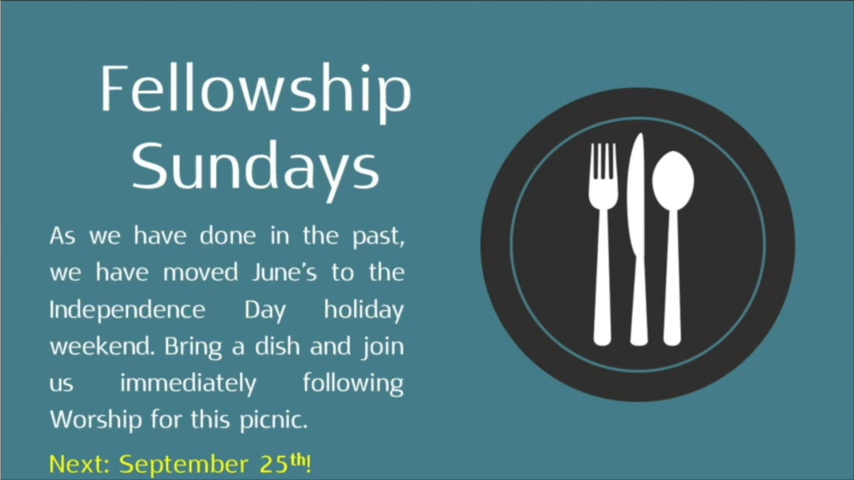 Fellowship
Sundays
As we have done in the past,
we have moved June's to the
Independence Day holiday
weekend. Bring a dish and join
us immediately following
Worship for this picnic.
Next: September 25th!